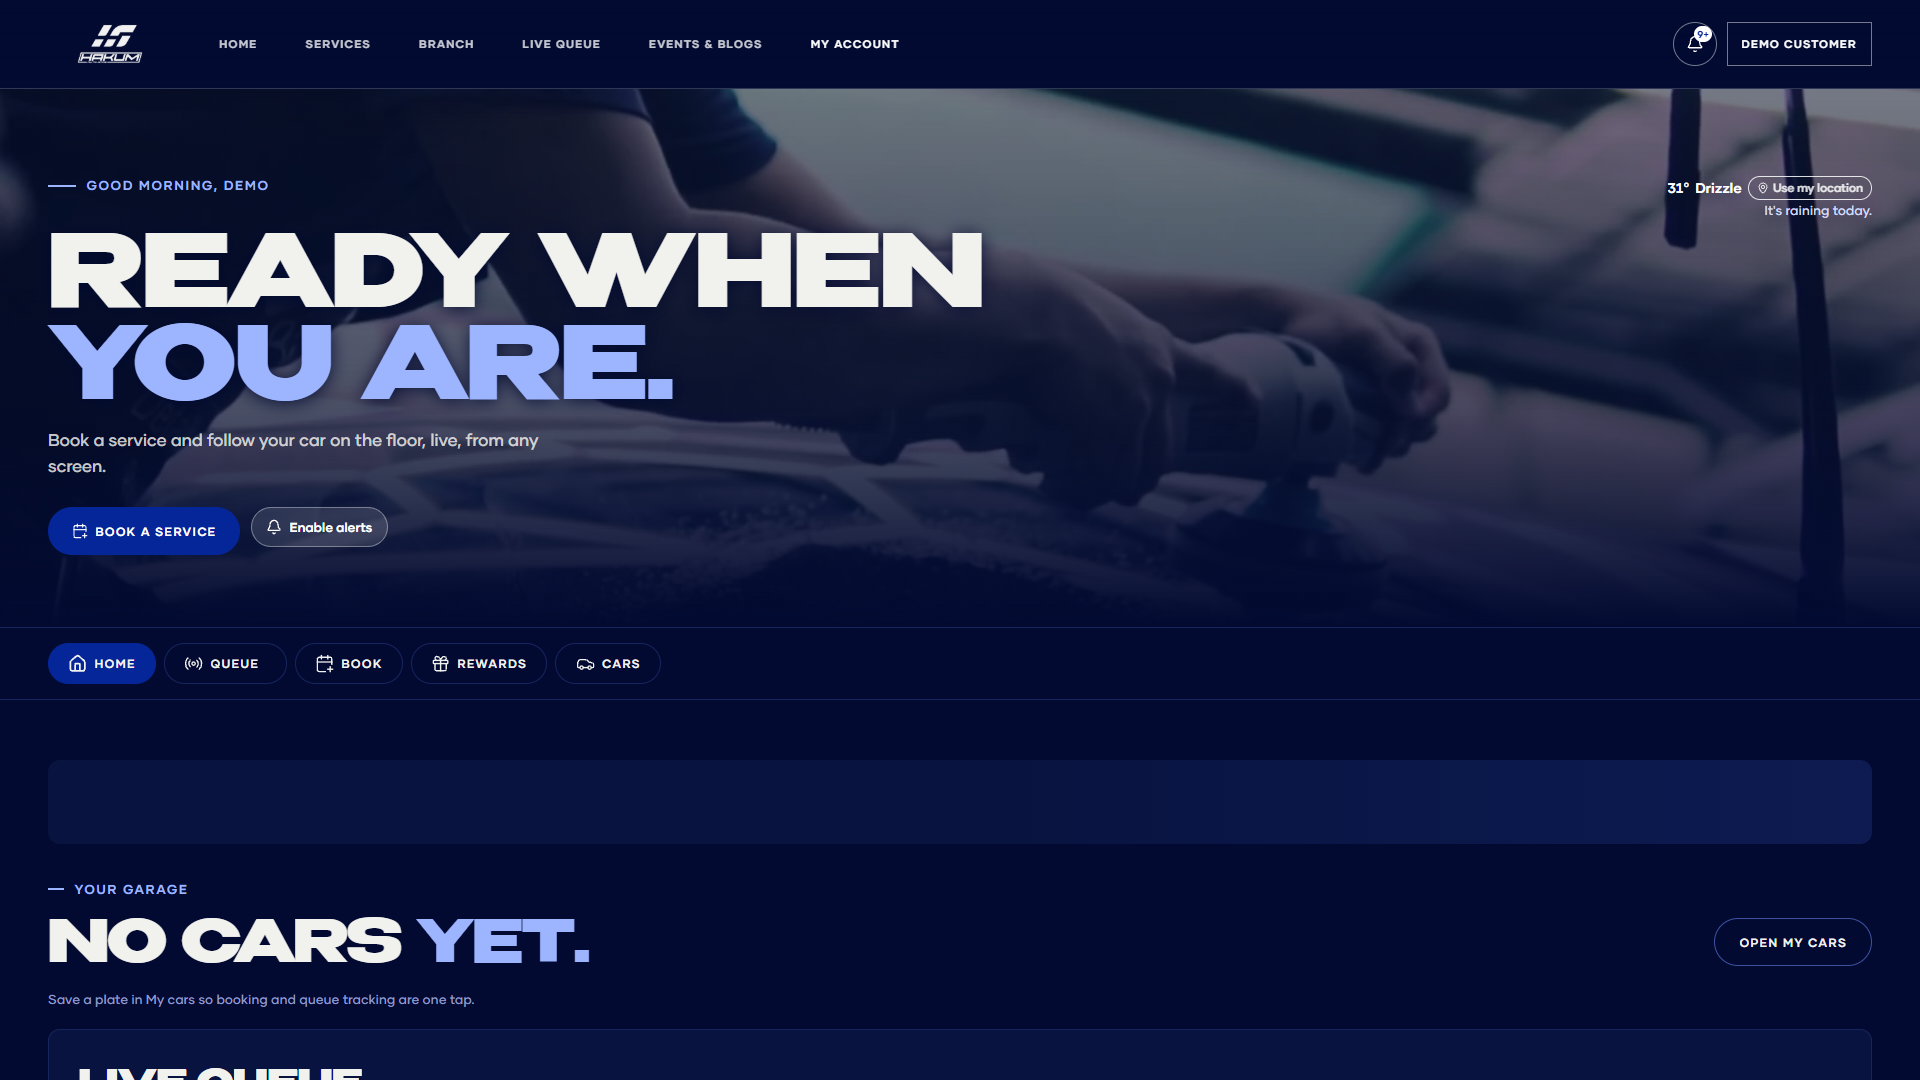 HAKUM
HOME
SERVICES
BRANCH
LIVE QUEUE
EVENTS & BLOGS
MY ACCOUNT
9+
DEMO CUSTOMER
GOOD MORNING, DEMO
31° Drizzle
Use my location
It's raining today.
READY WHEN
YOU ARE.
Book a service and follow your car on the floor, live, from any
screen.
BOOK A SERVICE
Enable alerts
HOME
QUEUE
BOOK
REWARDS
CARS
YOUR GARAGE
NO CARS YET.
OPEN MY CARS
Save a plate in My cars so booking and queue tracking are one tap.
LIVE QUEUE